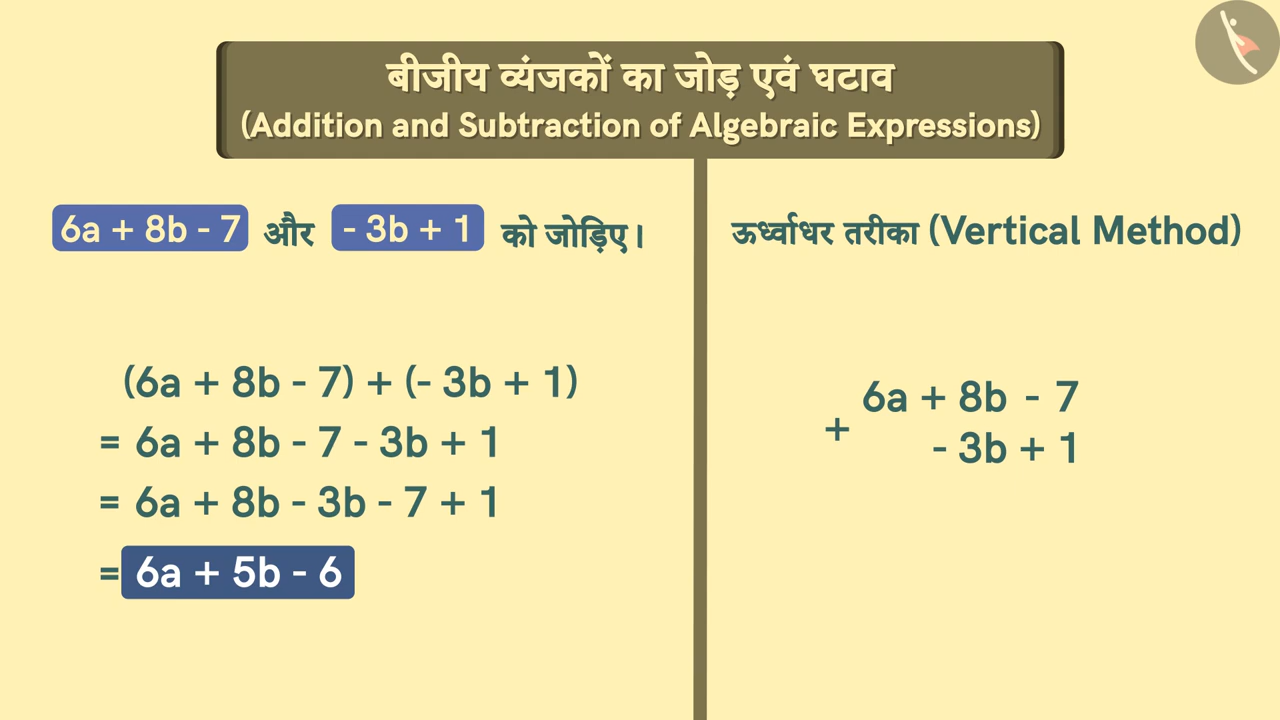 बीजीय व्यंजकों का जोड़ एवं घटाव
(Addition and Subtraction of Algebraic Expressions)
6a + 8b - 7 और - 3b + 1 को जोड़िए।
(6a + 8b - 7) + (- 3b + 1)
= 6a + 8b - 7 - 3b + 1
= 6a + 8b - 3b - 7 + 1
= 6a + 5b - 6
ऊर्ध्वाधर तरीका (Vertical Method)
6a + 8b - 7
+
- 3b + 1